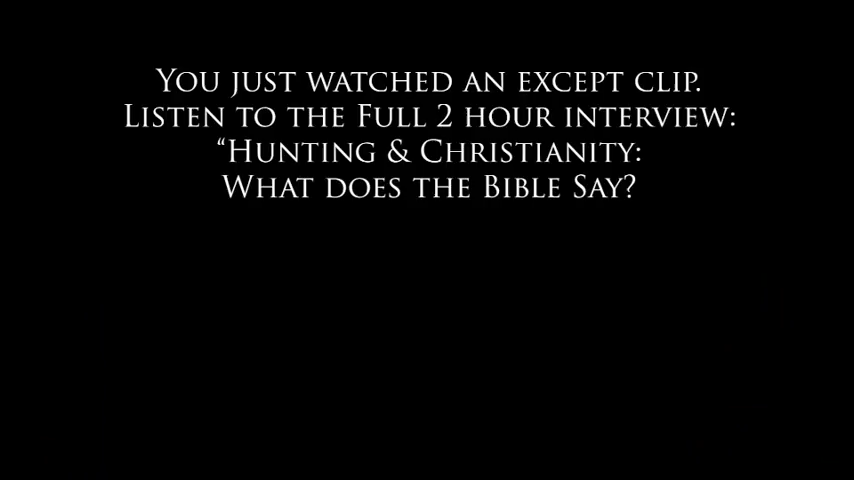 You just watched an except clip.
Listen to the Full 2 hour interview:
“Hunting & Christianity:
What does the Bible Say?